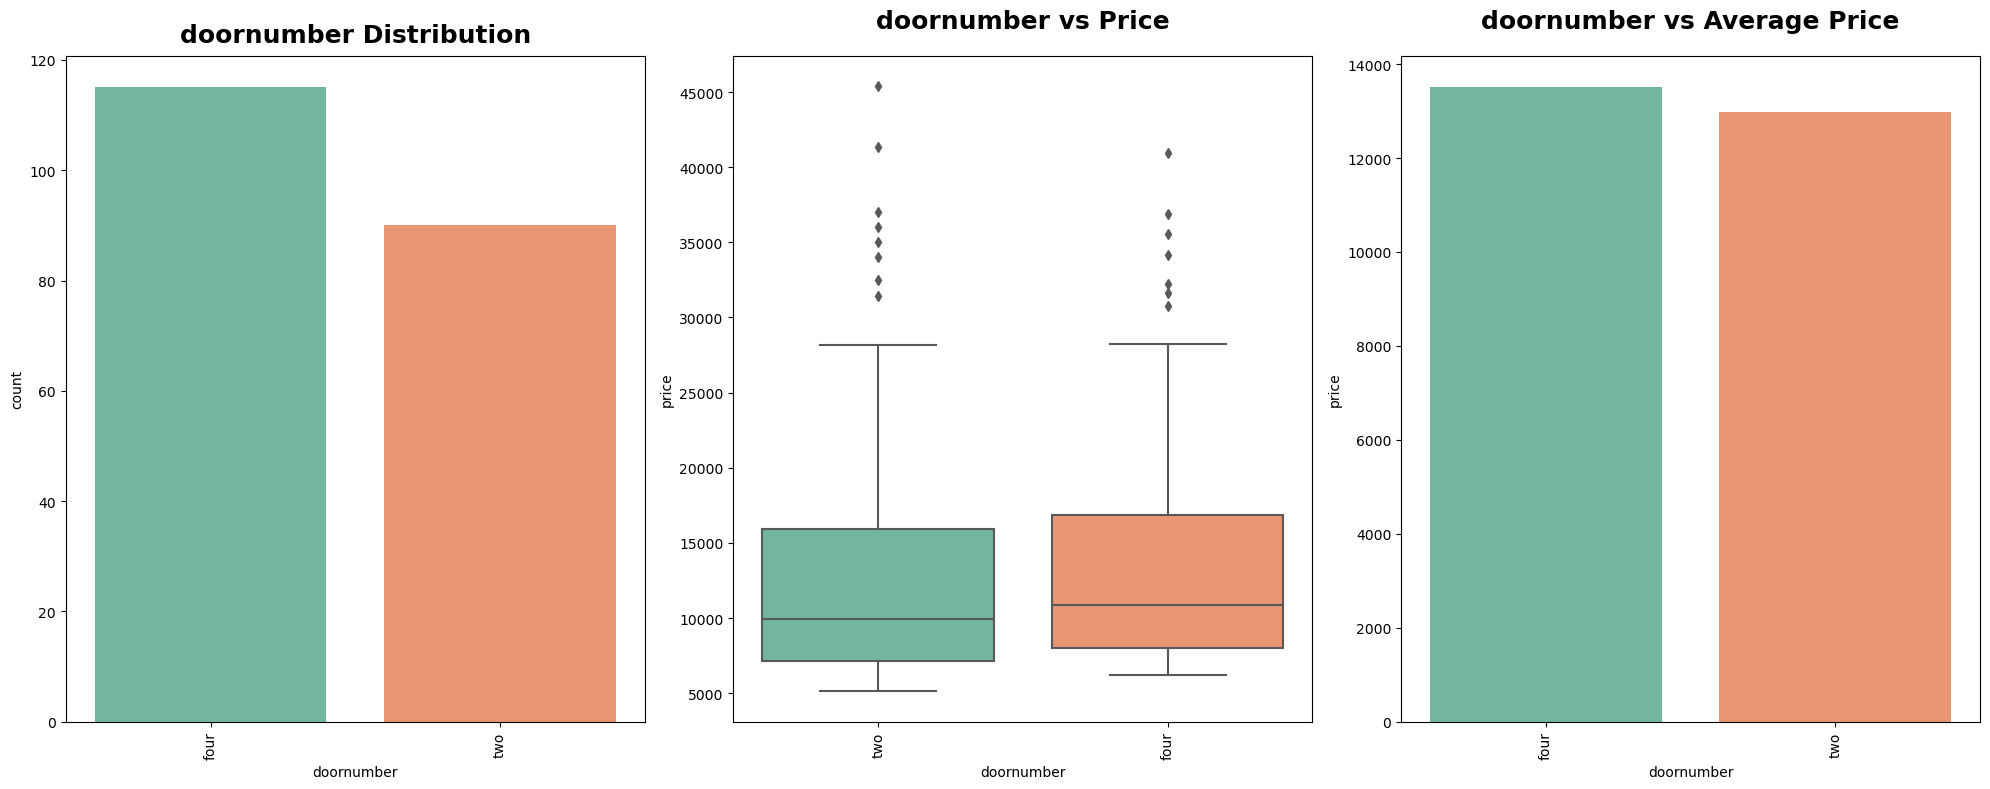 doornumber Distribution
120
100
80
60
40
20
0
count
four
two
doornumber
doornumber vs Price
45000
40000
35000
30000
25000
20000
15000
10000
5000
price
two
four
doornumber
doornumber vs Average Price
14000
12000
10000
8000
6000
4000
2000
0
price
four
two
doornumber